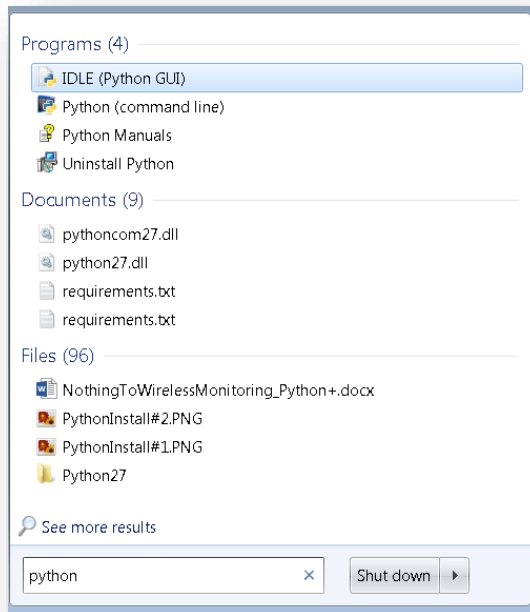 Programs (4)
IDLE (Python GUI)
Python (command line)
Python Manuals
Uninstall Python
Documents (9)
pythoncom27.dll
python27.dll
requirements.txt
requirements.txt
Files (96)
NothingToWirelessMonitoring_Python+.docx
PythonInstall#2.PNG
PythonInstall#1.PNG
Python27
See more results
python
Shut down